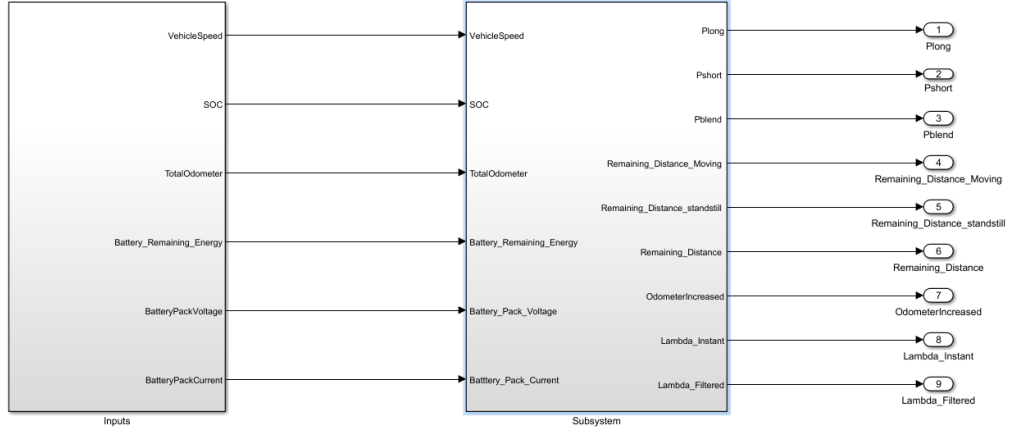 VehicleSpeed
SOC
TotalOdometer
Battery_Remaining_Energy
BatteryPackVoltage
BatteryPackCurrent
Inputs
VehicleSpeed
SOC
TotalOdometer
Battery_Remaining_Energy
Battery_Pack_Voltage
Batttery_Pack_Current
Plong
Pshort
Pblend
Remaining_Distance_Moving
Remaining_Distance_standstill
Remaining_Distance
OdometerIncreased
Lambda_Instant
Lambda_Filtered
Subsystem
1
Plong
2
Pshort
3
Pblend
4
Remaining_Distance_Moving
5
Remaining_Distance_standstill
6
Remaining_Distance
7
OdometerIncreased
8
Lambda_Instant
9
Lambda_Filtered